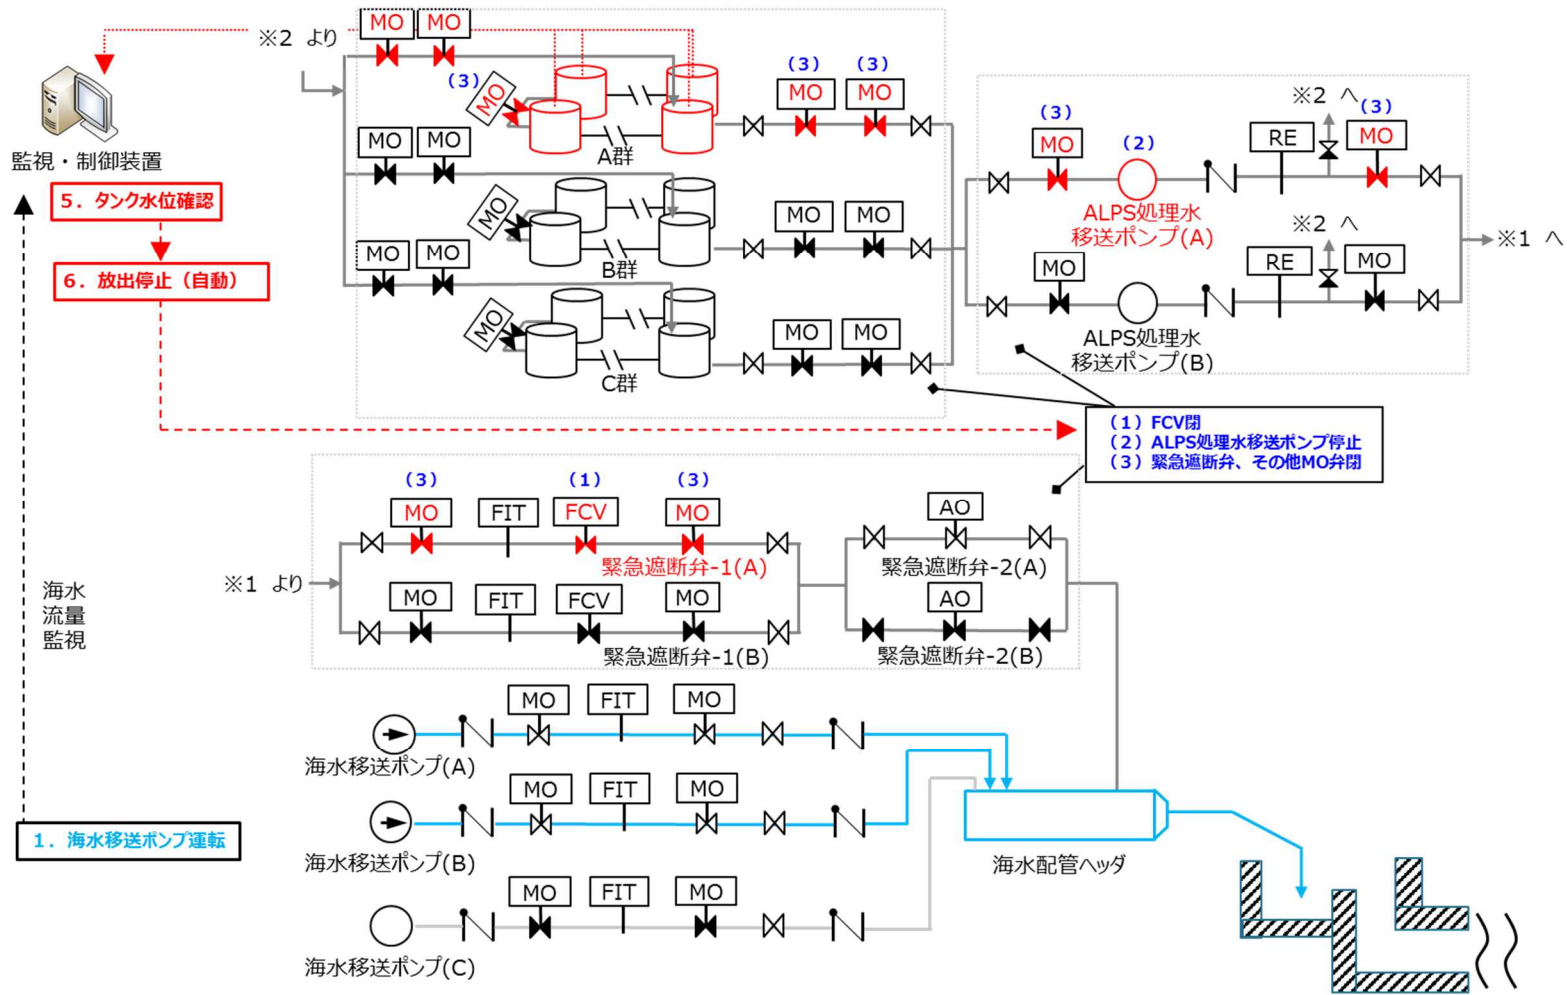 ※2 より
MO
MO
(3)
MO
(3)
MO
(3)
MO
A群
監視・制御装置
MO
MO
MO
MO
MO
B群
MO
MO
MO
MO
MO
C群
(3)
MO
(2)
ALPS処理水
移送ポンプ(A)
RE
※2 へ
(3)
MO
MO
ALPS処理水
移送ポンプ(B)
RE
※2 へ
MO
※1 へ
5．タンク水位確認
6．放出停止（自動）
（1）FCV閉
（2）ALPS処理水移送ポンプ停止
（3）緊急遮断弁、その他MO弁閉
※1 より
(3)
MO
FIT
(1)
FCV
(3)
MO
緊急遮断弁-1(A)
MO
FIT
FCV
MO
緊急遮断弁-1(B)
AO
緊急遮断弁-2(A)
AO
緊急遮断弁-2(B)
海水
流量
監視
1．海水移送ポンプ運転
MO
FIT
MO
海水移送ポンプ(A)
MO
FIT
MO
海水移送ポンプ(B)
MO
FIT
MO
海水移送ポンプ(C)
海水配管ヘッダ